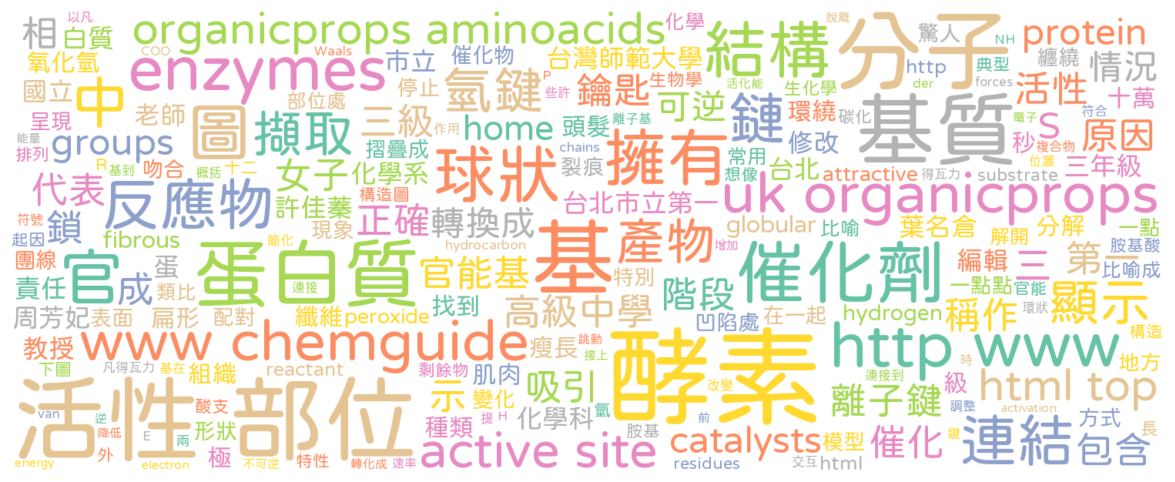 以凡 organicprops aminoacids 化學 結構 分子 脫離 驚人 NH 纏繞 protein
相 白質 COO Waals 市立 催化物 台灣師範大學 http 典型 情況
氧化氫 enzymes 氫鍵 P 些許 鑰匙 生物學 活化能 生化學 der forces 活性 十萬
國立 中 老師 部位處 停止 三級 作用 離子基 可逆 鏈 環繞 碳化 基質 電子 S 符合
能量 呈現 groups 圖 擷取 home 頭髮 修改 秒 複合物 原因
排列 R 基到 吻合 概括 十二 摺疊成 chains 裂痕 球狀 擁有 常用 想像 台北 attractive 得瓦力 substrate 位置 三年級
代表 反應物 女子 化學系 構造圖 台北市立第一 uk organicprops
符號 鎖 許佳蓁 正確 轉換成 globular 比喻 葉名倉 解開 分解 一點
起因 fibrous 現象 簡化 hydrocarbon 基 產物 增加 催化劑 編輯 三 第一 胺基酸
團線 官 成 蛋 蛋白質 連接 官能基 特別 階段 一點點 官能 比喻成
責任 類比 找到 高級中學 凹陷處 在一起 hydrogen 稱作 環狀 顯示
周芳妃 表面 扁形 配對 纖維 peroxide 構造
教授 www chemguide 瘦長 跳動 接上 酵素 http www 地方
下圖 凡得瓦力 基在 組織 reactant 剩餘物 肌肉 吸引 改變 連接到 時 級 html top
活性部位 示 變化 離子鍵 調整 activation
van 逆 酸支 種類 提 H 化學科 氫 胺基 catalysts 前 模型 催化 鍵 連結 方式 長
降低 E 兩 形狀 極 active site 包含
energy electron 外 不可逆 特性 轉化成 速率 residues 交互 html